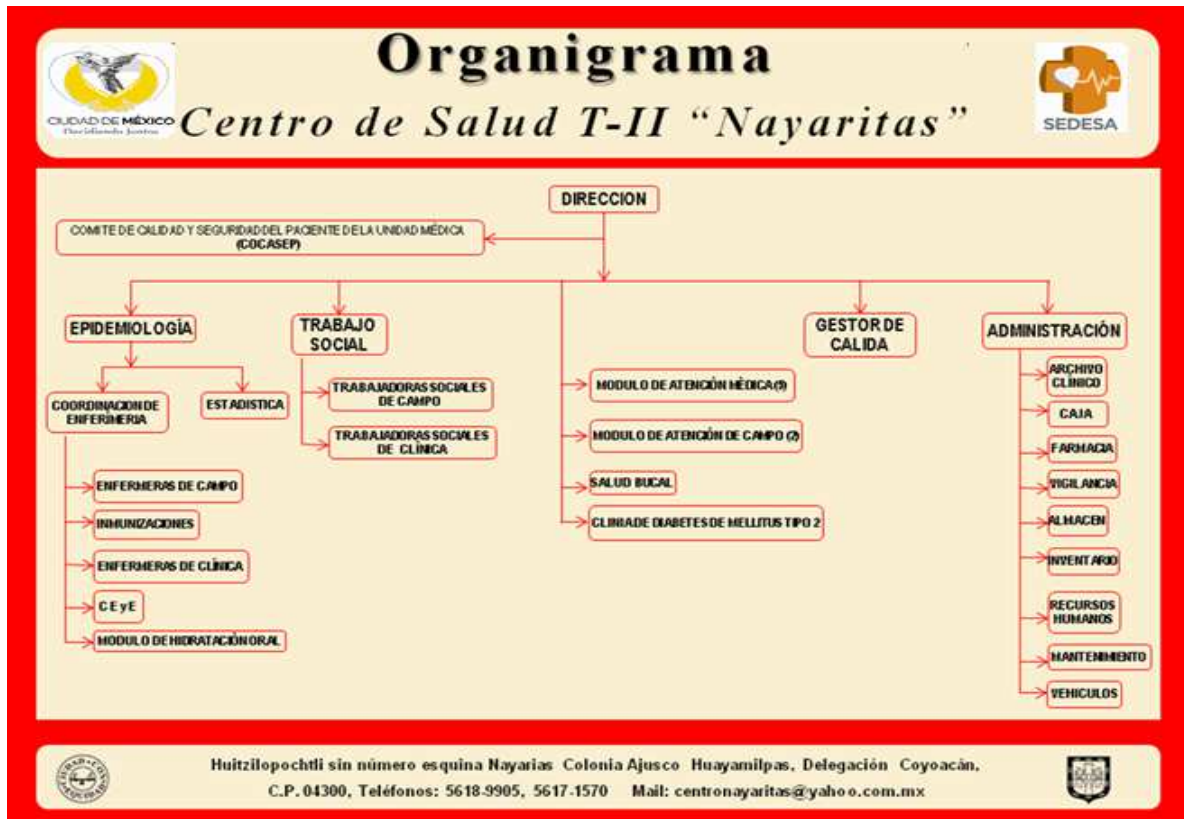 Organigrama
Centro de Salud T-II “Nayaritas”
CIUDAD DE MÉXICO
Decidiendo Juntos
SEDESA
DIRECCION
COMITE DE CALIDAD Y SEGURIDAD DEL PACIENTE DE LA UNIDAD MÉDICA
(COCASEP)
EPIDEMIOLOGÍA
TRABAJO
SOCIAL
GESTOR DE
CALIDA
ADMINISTRACIÓN
COORDINACION DE
ENFERIMERIA
ESTADISTICA
ENFERMERAS DE CAMPO
INMUNIZACIONES
ENFERMERAS DE CLÍNICA
C E y E
MODULO DE HIDRATACIÓN ORAL
TRABAJADORAS SOCIALES
DE CAMPO
TRABAJADORAS SOCIALES
DE CLÍNICA
MODULO DE ATENCIÓN MÈDICA (9)
MODULO DE ATENCIÓN DE CAMPO (2)
SALUD BUCAL
CLINIA DE DIABETES DE MELLITUS TIPO 2
ARCHIVO
CLÍNICO
CAJA
FARMACIA
VIGILANCIA
ALMACEN
INVENTARIO
RECURSOS
HUMANOS
MANTENIMIENTO
VEHICULOS
Huitzilopochtli sin número esquina Nayarias Colonia Ajusco Huayamilpas, Delegación Coyoacán,
C.P. 04300, Teléfonos: 5618-9905, 5617-1570 Mail: centronayaritas@yahoo.com.mx